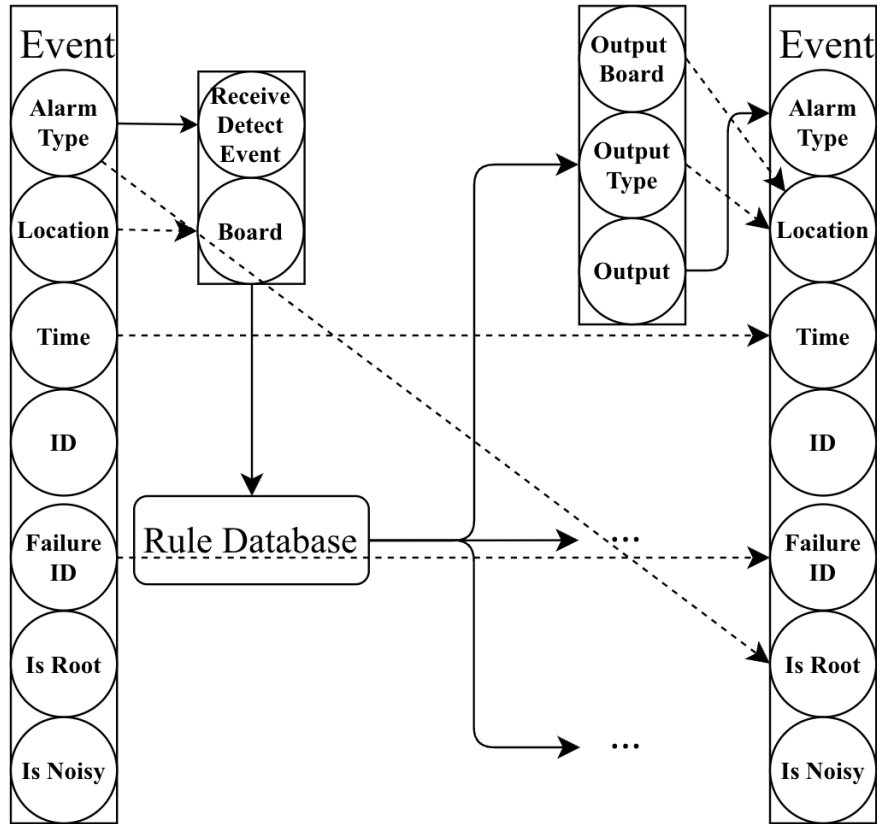 Event
Alarm
Type
Location
Time
ID
Failure
ID
Is Root
Is Noisy
Receive
Detect
Event
Board
Rule Database
Output
Board
Output
Type
Output
...
...
Event
Alarm
Type
Location
Time
ID
Failure
ID
Is Root
Is Noisy